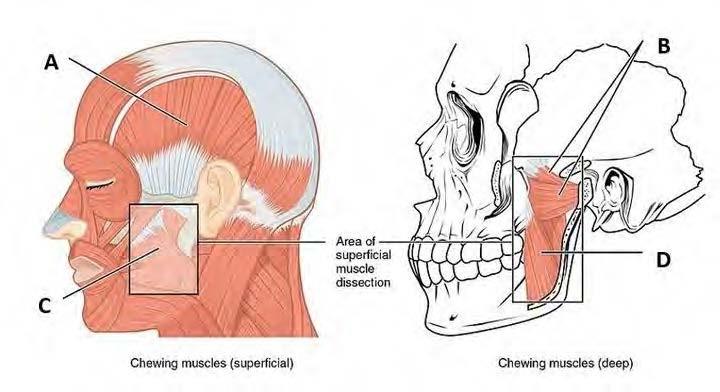 A
B
C
D
Area of
superficial
muscle
dissection
Chewing muscles (superficial)
Chewing muscles (deep)